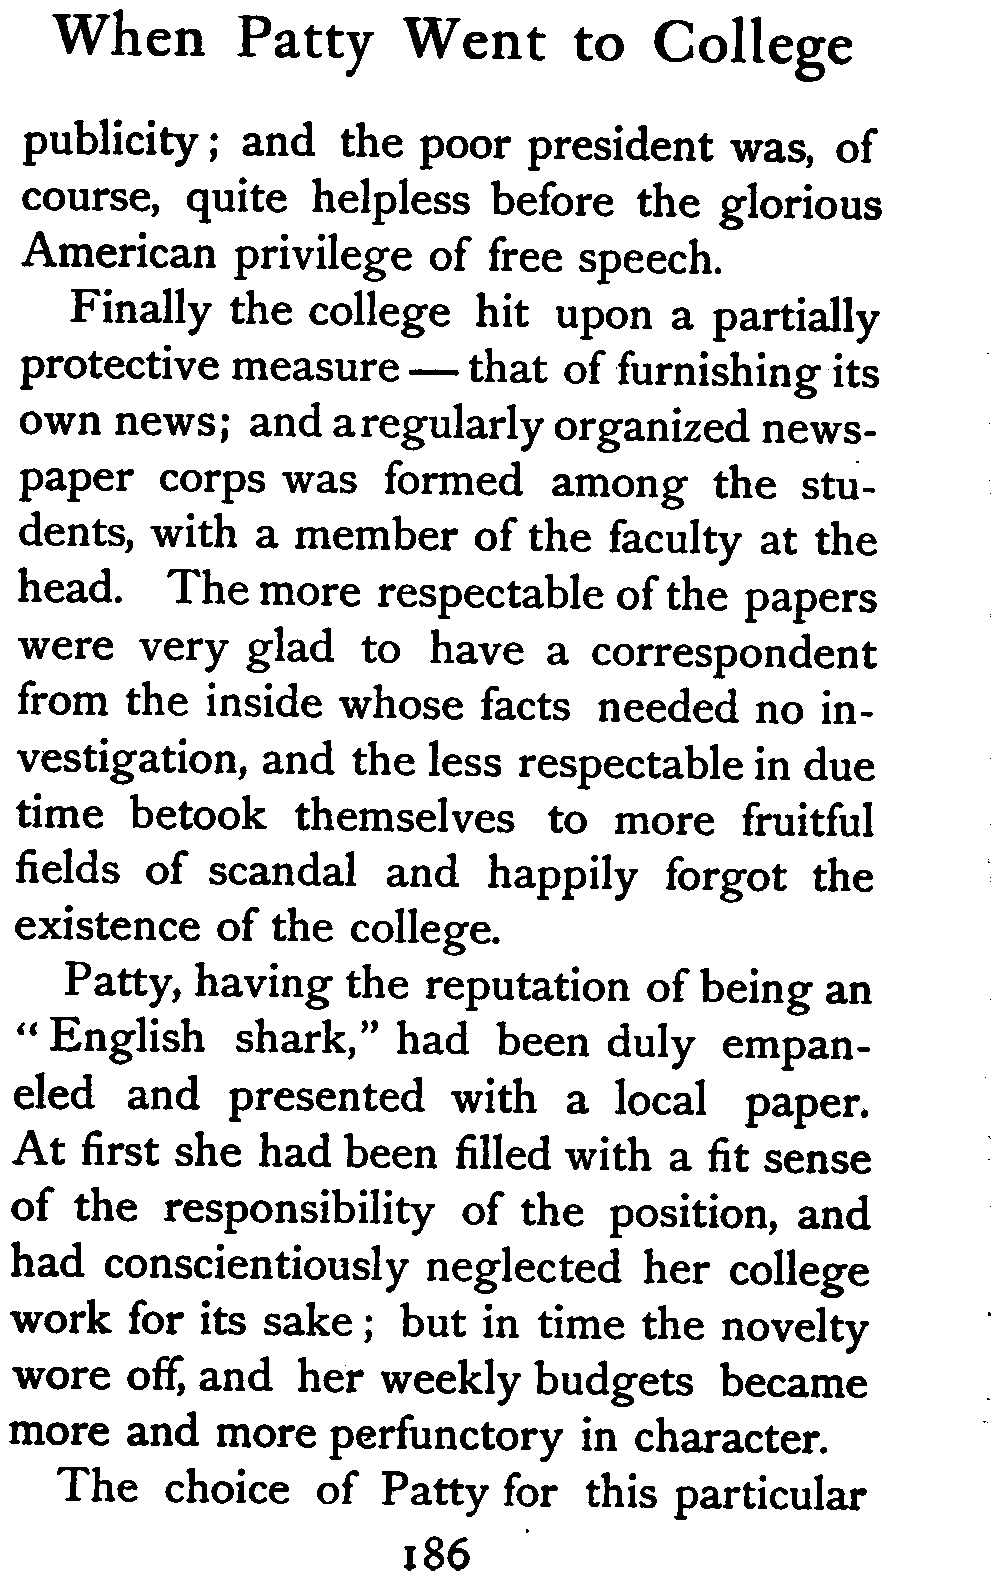 When Patty Went to College
publicity; and the poor president was, of
course, quite helpless before the glorious
American privilege of free speech.
Finally the college hit upon a partially
protective measure — that of furnishing its
own news; and a regularly organized news-
paper corps was formed among the stu-
dents, with a member of the faculty at the
head. The more respectable of the papers
were very glad to have a correspondent
from the inside whose facts needed no in-
vestigation, and the less respectable in due
time betook themselves to more fruitful
fields of scandal and happily forgot the
existence of the college.
Patty, having the reputation of being an
“English shark,” had been duly empan-
eled and presented with a local paper.
At first she had been filled with a fit sense
of the responsibility of the position, and
had conscientiously neglected her college
work for its sake; but in time the novelty
wore off, and her weekly budgets became
more and more perfunctory in character.
The choice of Patty for this particular
186